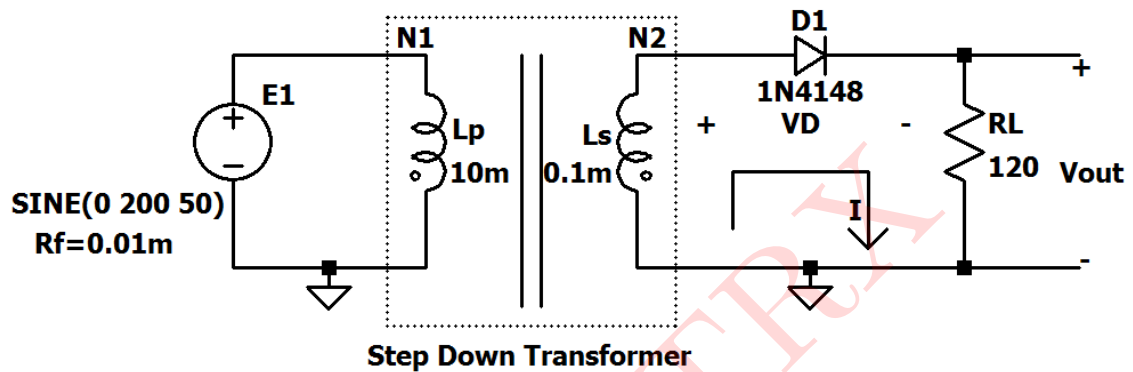 N1
N2
D1
+
E1
+
-
Lp
10m
Ls
0.1m
1N4148
+ VD -
RL
120
+
Vout
-
SINE(0 200 50)
Rf=0.01m
I
Step Down Transformer
TRX